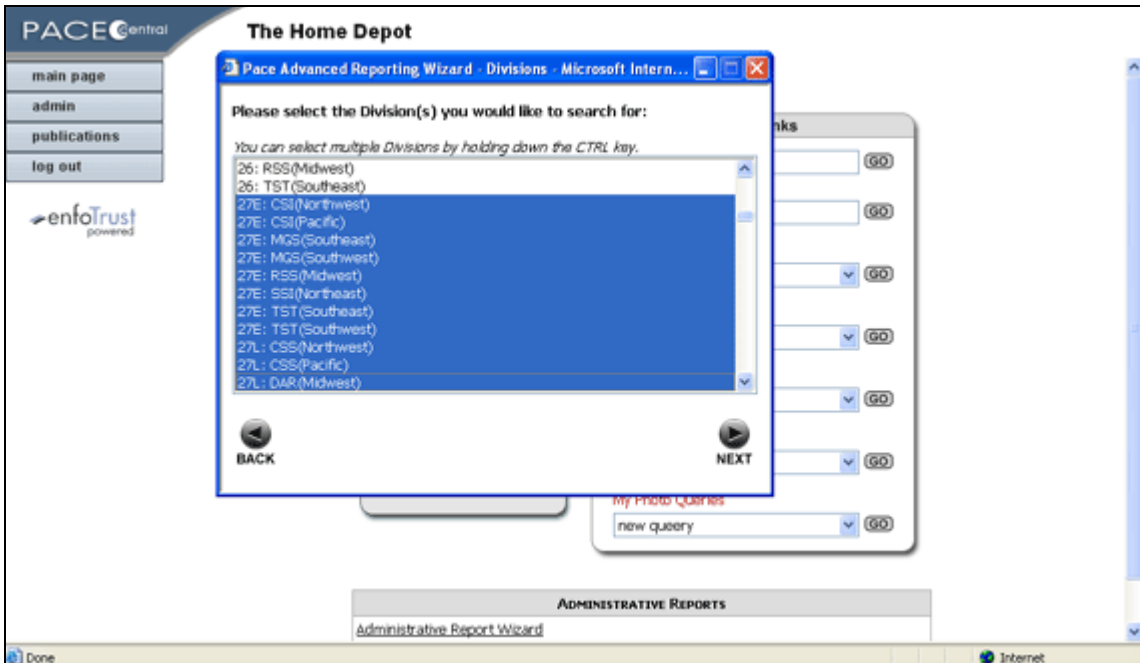 PACE Central
The Home Depot
main page
admin
publications
log out
enfoTrust
powered
Pace Advanced Reporting Wizard - Divisions - Microsoft Intern...
Please select the Division(s) you would like to search for:
You can select multiple Divisions by holding down the CTRL key.
26: RSS(Midwest)
26: TST(Southeast)
27E: CSI(Northwest)
27E: CSI(Pacific)
27E: MGS(Southeast)
27E: MGS(Southwest)
27E: RSS(Midwest)
27E: SSI(Northeast)
27E: TST(Southeast)
27E: TST(Southwest)
27L: CSS(Northwest)
27L: CSS(Pacific)
27L: DAR(Midwest)
BACK
NEXT
nks
GO
GO
GO
GO
GO
GO
My Photo Queries
new queery
GO
ADMINISTRATIVE REPORTS
Administrative Report Wizard
Done
Internet